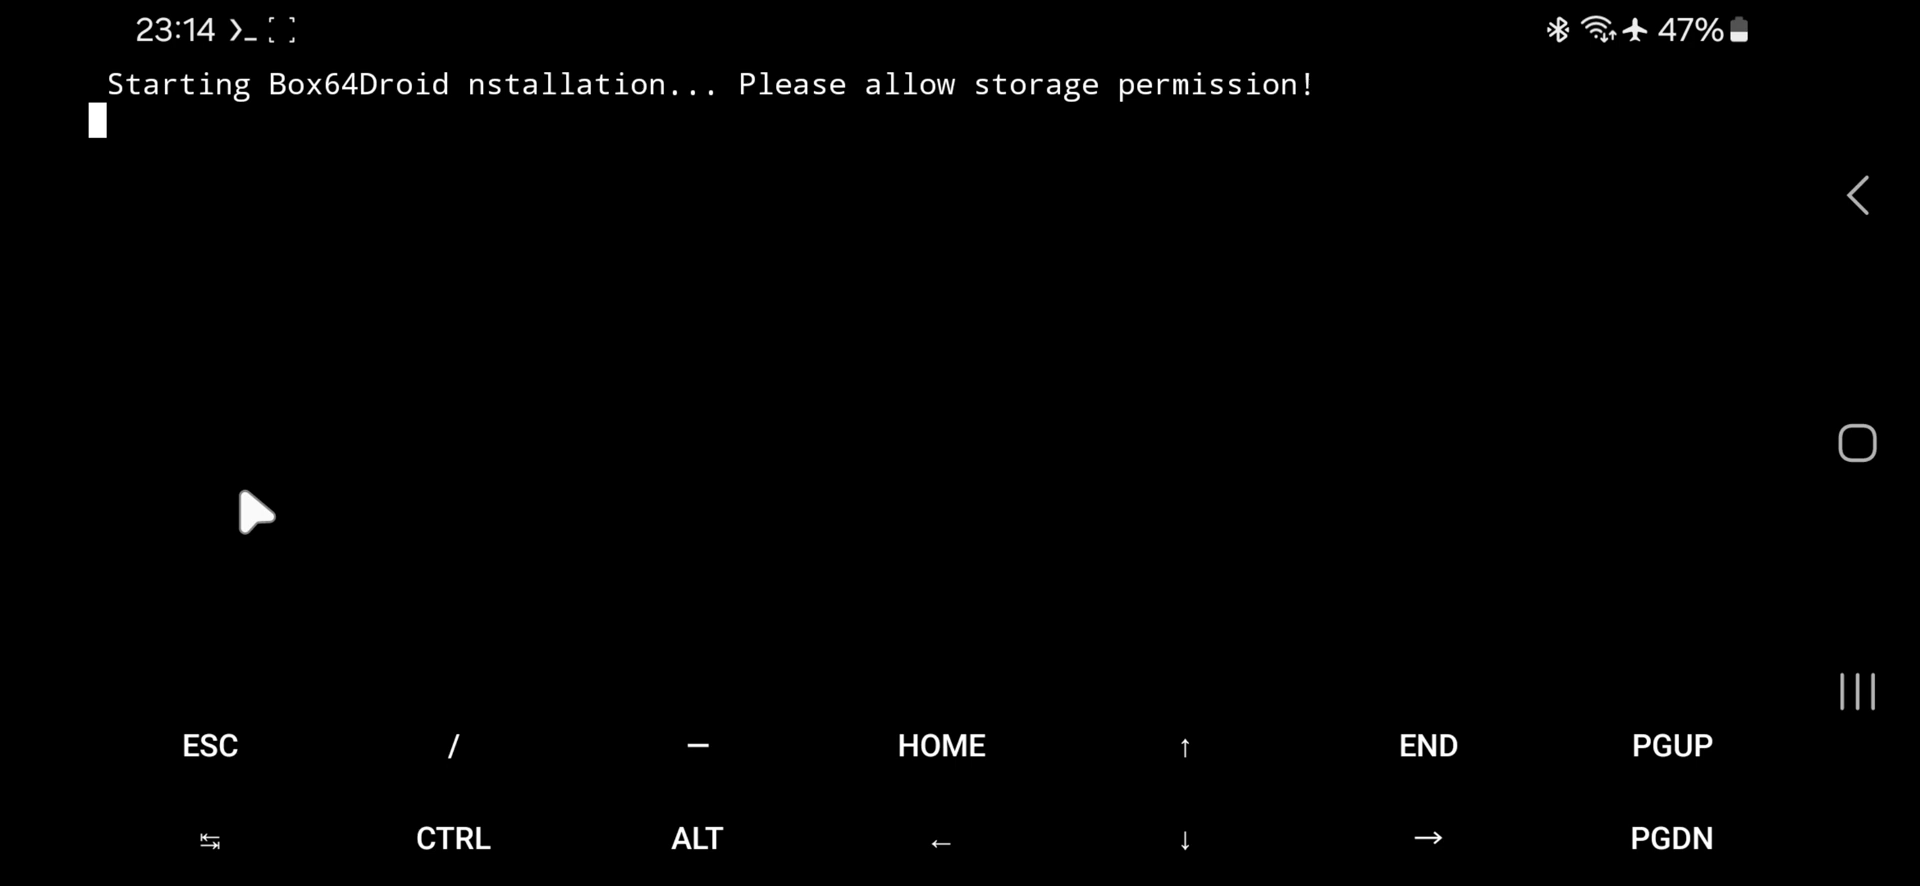 23:14 47%
Starting Box64Droid nstallation... Please allow storage permission!
ESC / — HOME ↑ END PGUP
↹ CTRL ALT ← ↓ → PGDN